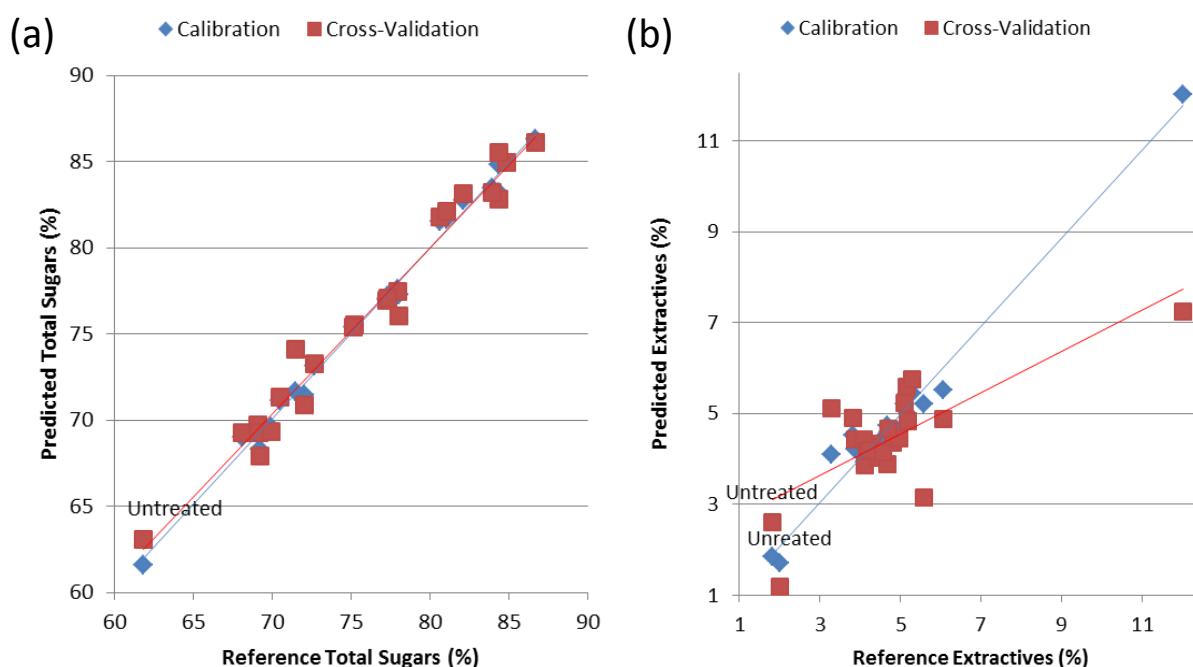 (a)
Calibration
Cross-Validation
90
85
80
75
70
65
60
Predicted Total Sugars (%)
Untreated
60 65 70 75 80 85 90
Reference Total Sugars (%)
(b)
Calibration
Cross-Validation
11
9
7
5
3
1
Predicted Extractives (%)
Untreated
Unreated
1 3 5 7 9 11
Reference Extractives (%)